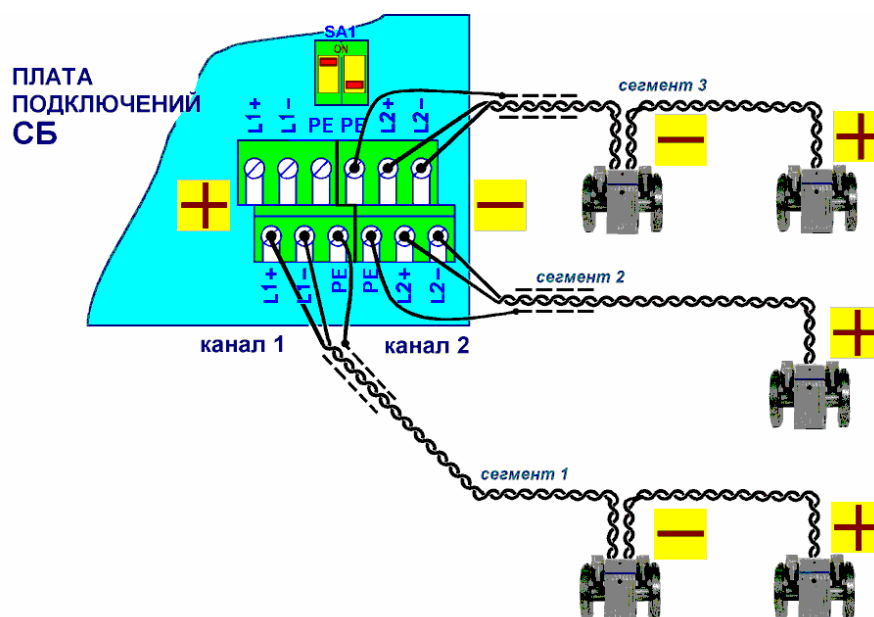 SA1
ON
ПЛАТА
ПОДКЛЮЧЕНИЙ
СБ
L1+ L1− PE PE L2+ L2−
сегмент 3
− +
+ −
L1+ L1− PE PE L2+ L2−
сегмент 2
+
канал 1 канал 2
сегмент 1
− +